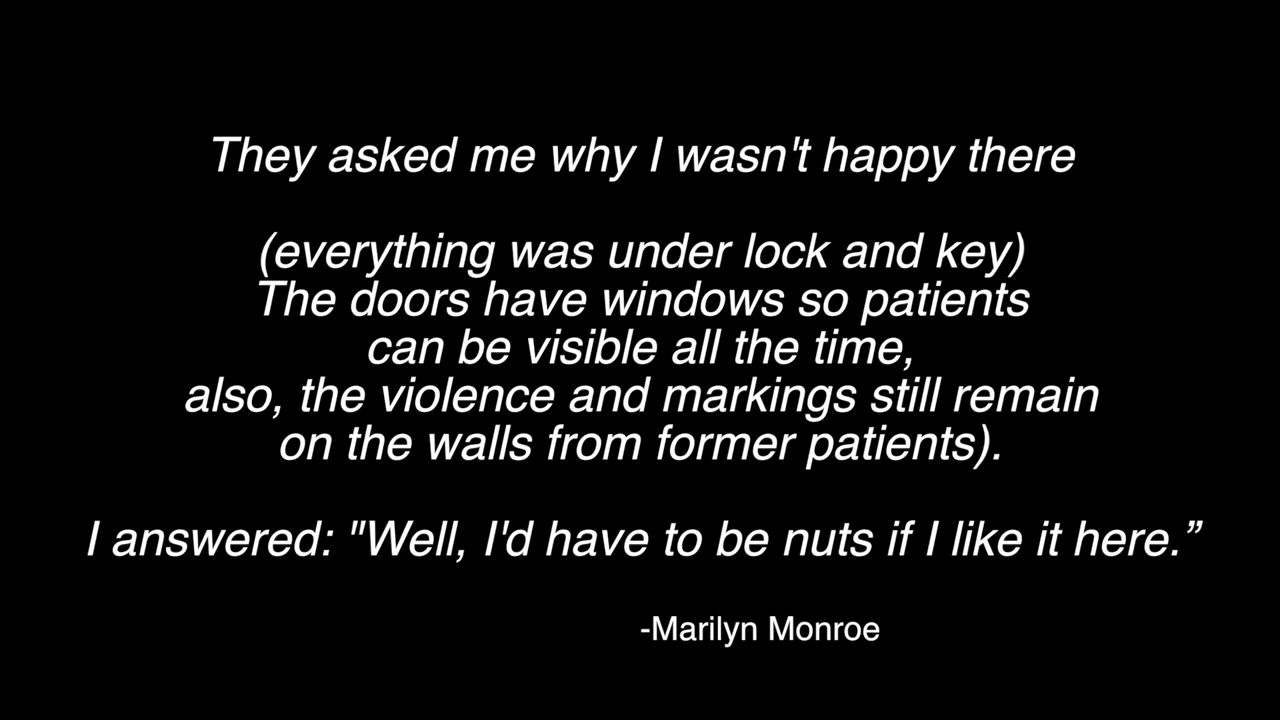 They asked me why I wasn't happy there
(everything was under lock and key)
The doors have windows so patients
can be visible all the time,
also, the violence and markings still remain
on the walls from former patients).
I answered: "Well, I'd have to be nuts if I like it here.”
-Marilyn Monroe